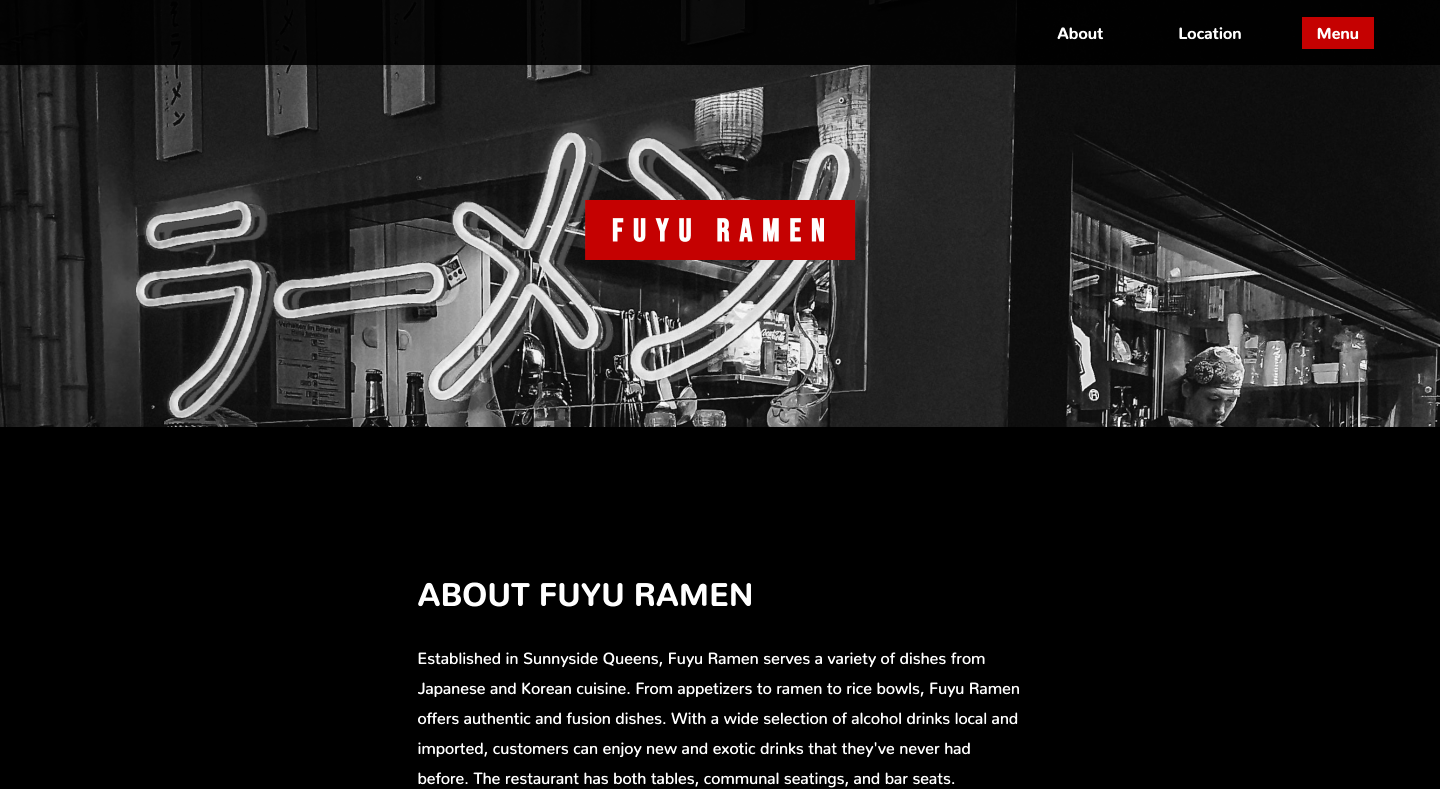 About
Location
Menu
ラーメン
FUYU RAMEN
ABOUT FUYU RAMEN
Established in Sunnyside Queens, Fuyu Ramen serves a variety of dishes from
Japanese and Korean cuisine. From appetizers to ramen to rice bowls, Fuyu Ramen
offers authentic and fusion dishes. With a wide selection of alcohol drinks local and
imported, customers can enjoy new and exotic drinks that they've never had
before. The restaurant has both tables, communal seatings, and bar seats.